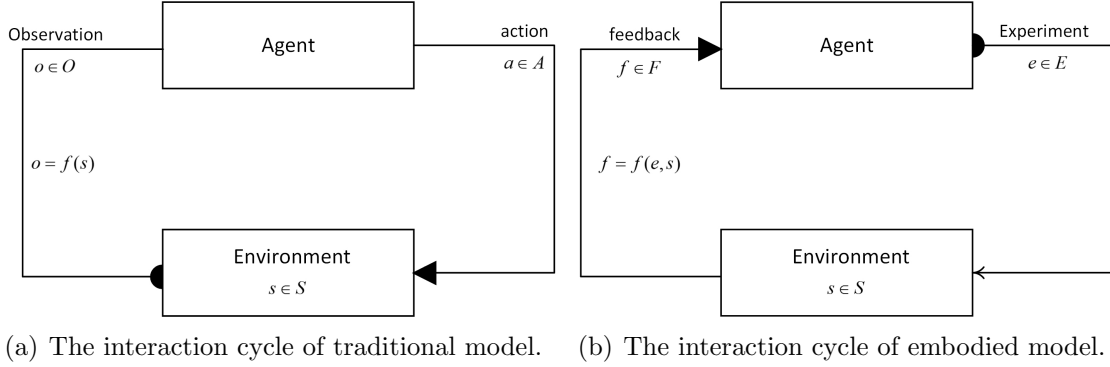 Observation
o ∈ O
Agent
action
a ∈ A
o = f(s)
Environment
s ∈ S
(a) The interaction cycle of traditional model.
feedback
f ∈ F
Agent
Experiment
e ∈ E
f = f(e, s)
Environment
s ∈ S
(b) The interaction cycle of embodied model.